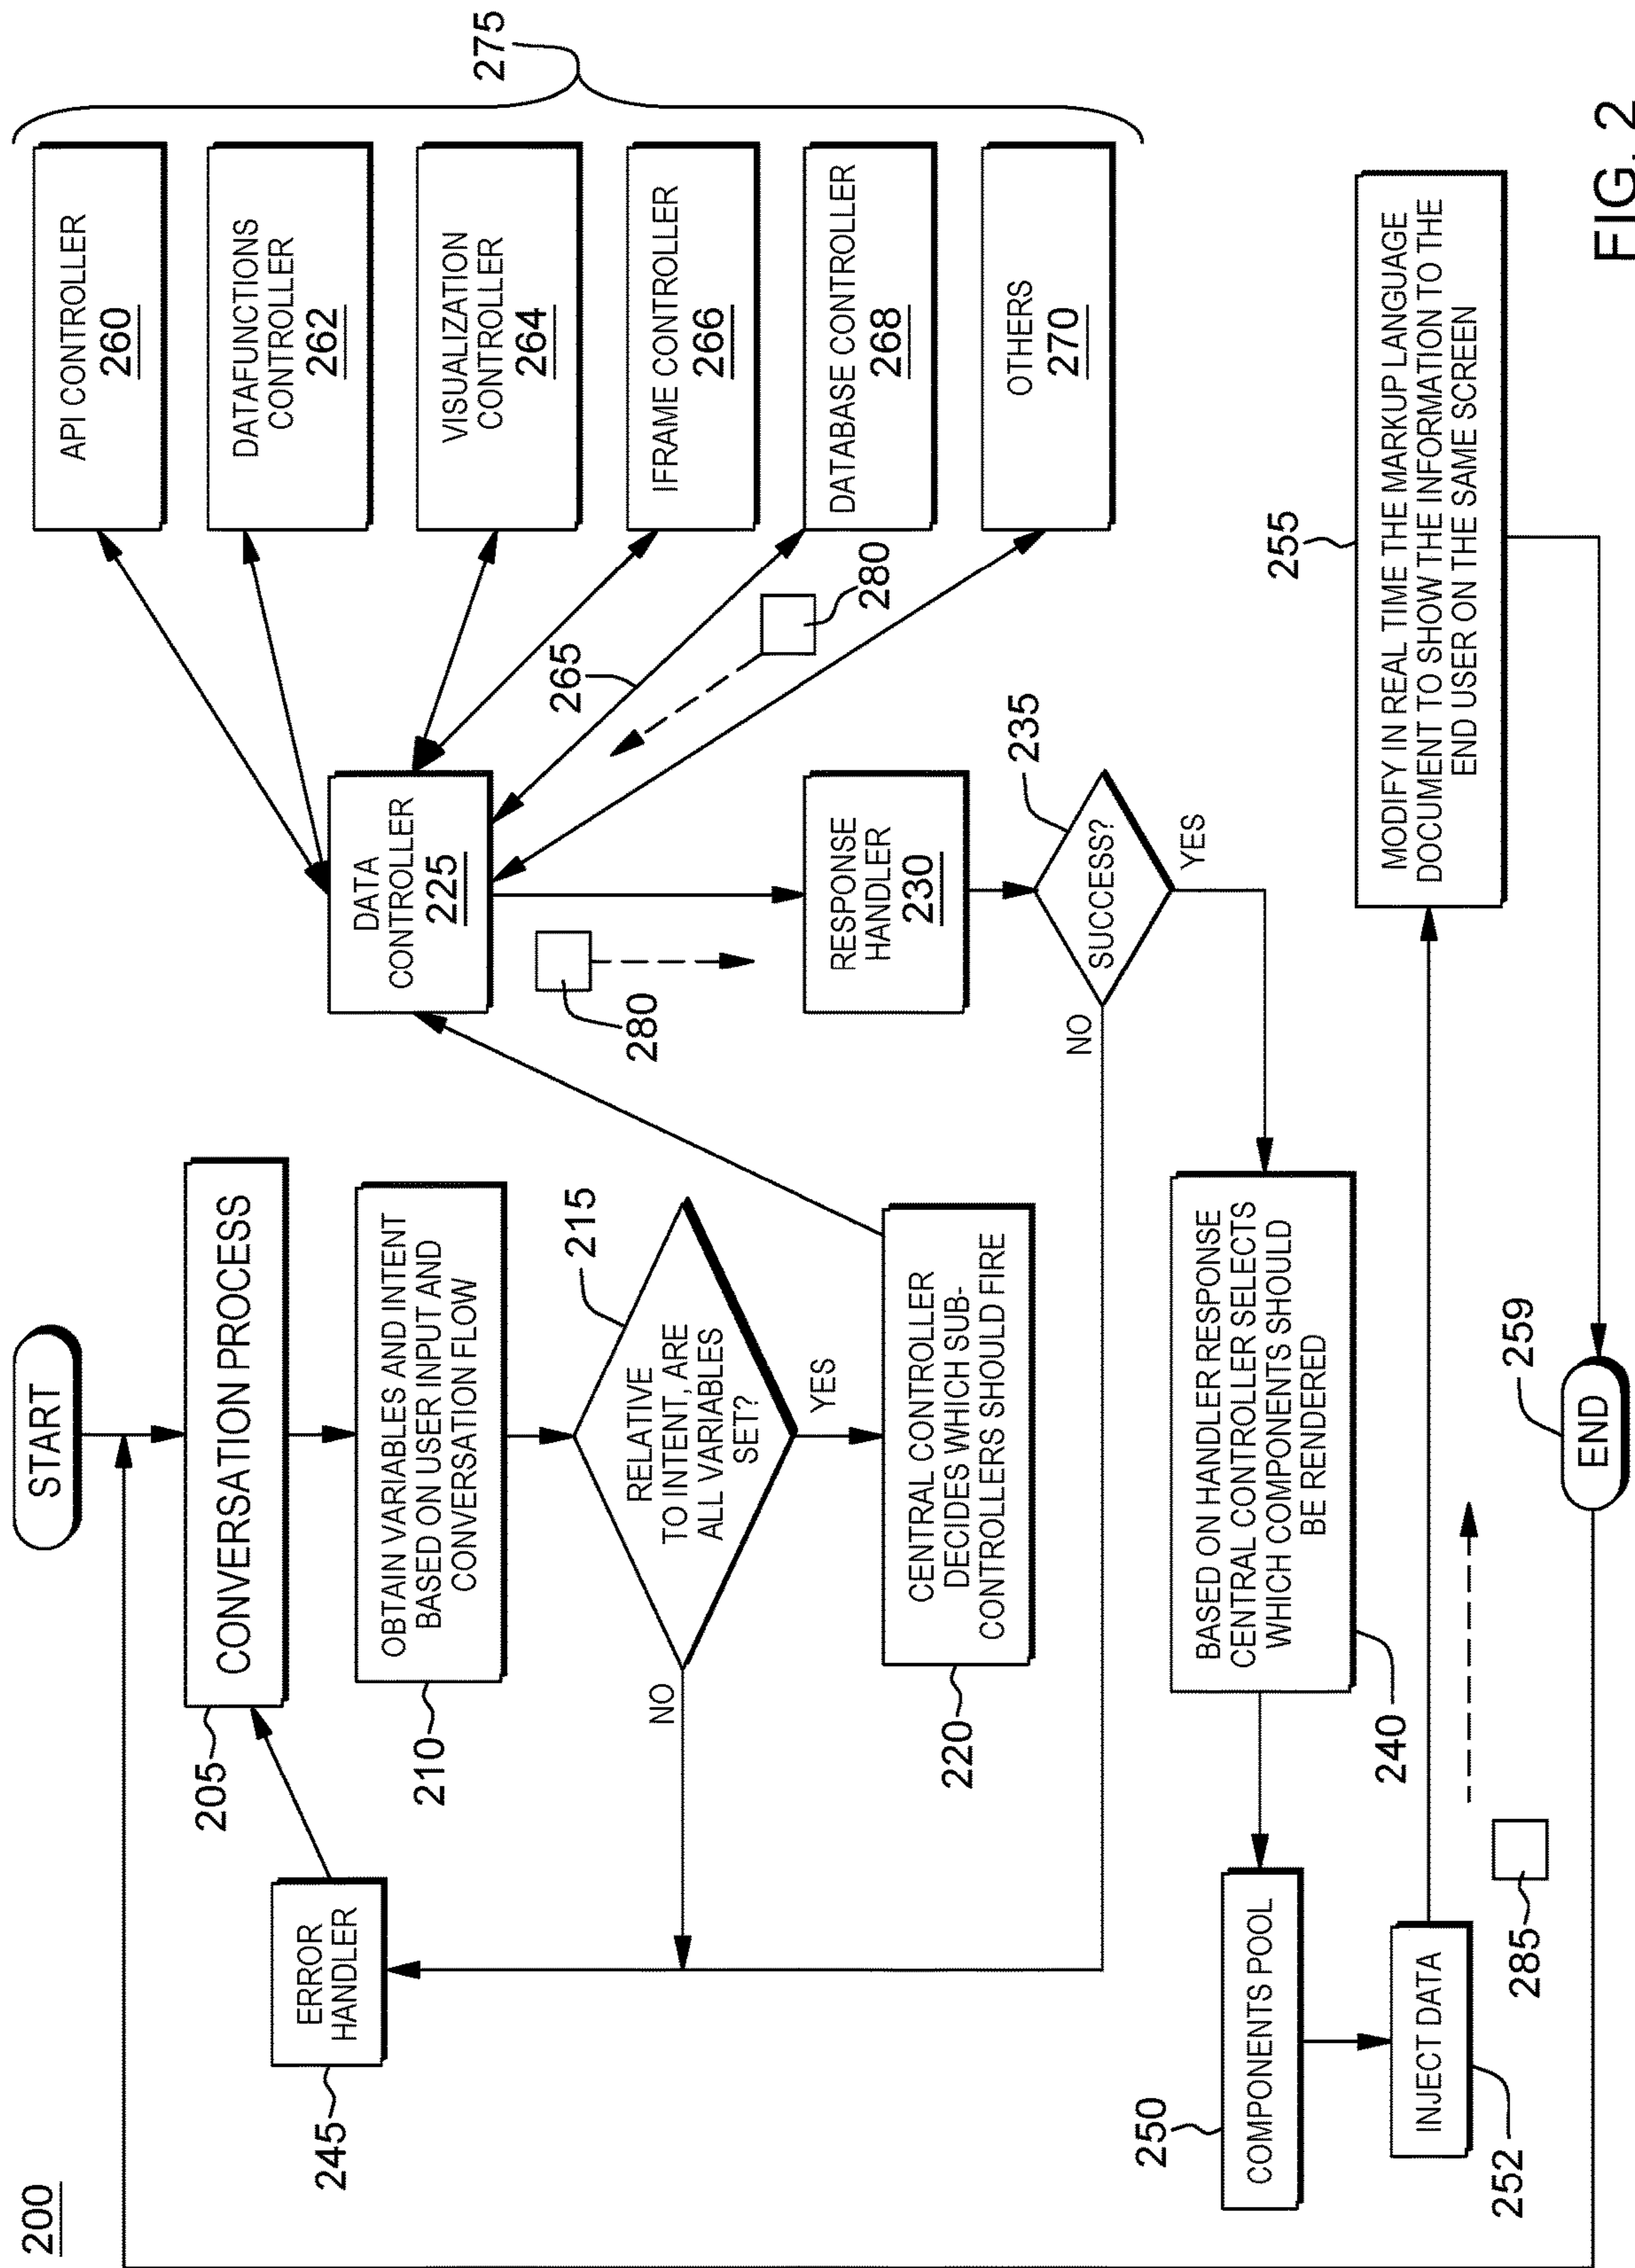 200
START
CONVERSATION PROCESS
205
OBTAIN VARIABLES AND INTENT
BASED ON USER INPUT AND
CONVERSATION FLOW
210
RELATIVE
TO INTENT, ARE
ALL VARIABLES
SET?
215
NO
YES
CENTRAL CONTROLLER
DECIDES WHICH SUB-
CONTROLLERS SHOULD FIRE
220
ERROR
HANDLER
245
DATA
CONTROLLER
225
API CONTROLLER
260
DATAFUNCTIONS
CONTROLLER
262
VISUALIZATION
CONTROLLER
264
IFRAME CONTROLLER
266
DATABASE CONTROLLER
268
OTHERS
270
275
265
280
280
RESPONSE
HANDLER
230
SUCCESS?
235
NO
YES
BASED ON HANDLER RESPONSE
CENTRAL CONTROLLER SELECTS
WHICH COMPONENTS SHOULD
BE RENDERED
240
COMPONENTS POOL
250
INJECT DATA
252
285
MODIFY IN REAL TIME THE MARKUP LANGUAGE
DOCUMENT TO SHOW THE INFORMATION TO THE
END USER ON THE SAME SCREEN
255
END
259
FIG. 2